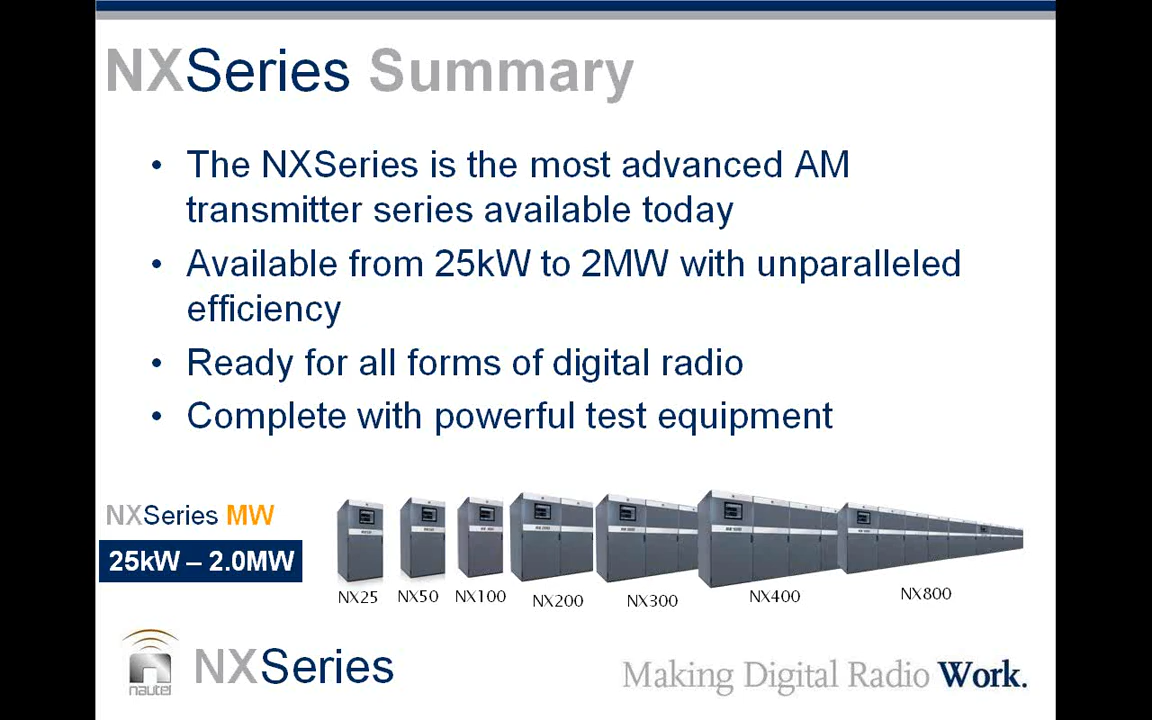 NXSeries Summary
• The NXSeries is the most advanced AM
transmitter series available today
• Available from 25kW to 2MW with unparalleled
efficiency
• Ready for all forms of digital radio
• Complete with powerful test equipment
NXSeries MW
25kW – 2.0MW
NX25 NX50 NX100 NX200 NX300 NX400 NX800
nautel
NXSeries
Making Digital Radio Work.